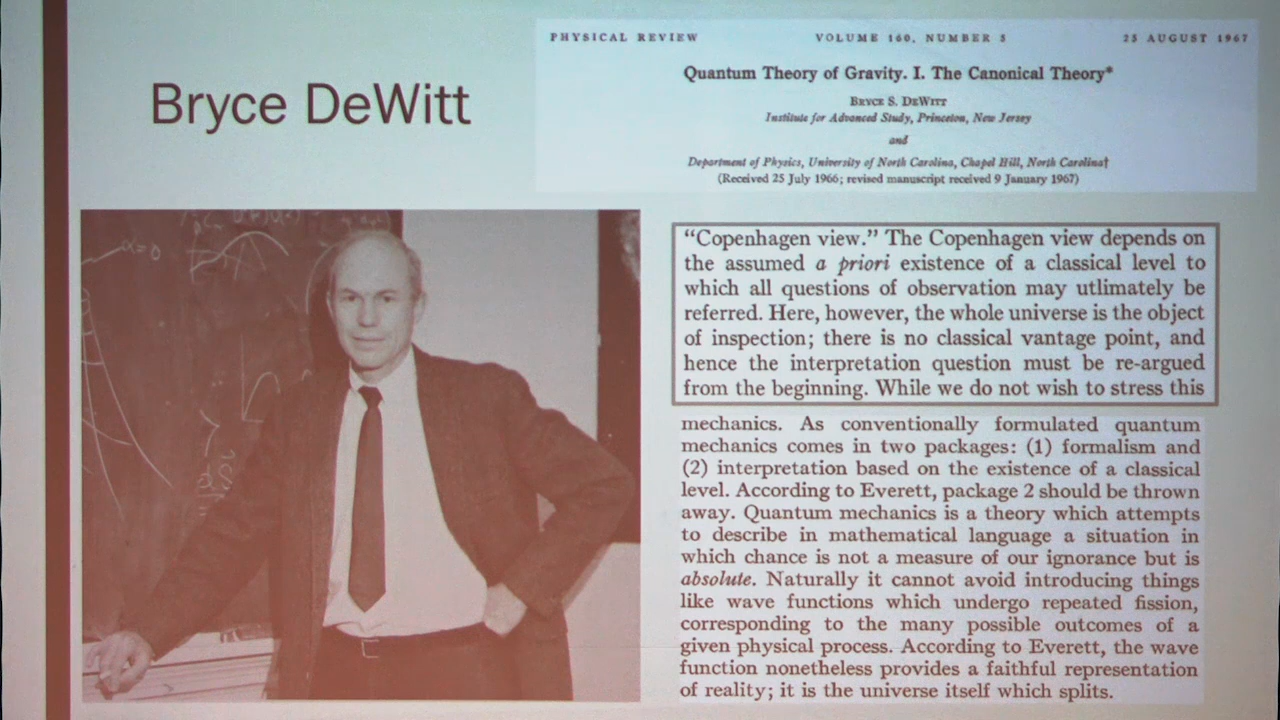 Bryce DeWitt
PHYSICAL REVIEW VOLUME 160, NUMBER 5 25 AUGUST 1967
Quantum Theory of Gravity. I. The Canonical Theory*
BRYCE S. DEWITT
Institute for Advanced Study, Princeton, New Jersey
and
Department of Physics, University of North Carolina, Chapel Hill, North Carolina†
(Received 25 July 1966; revised manuscript received 9 January 1967)
α=0
“Copenhagen view.” The Copenhagen view depends on
the assumed a priori existence of a classical level to
which all questions of observation may utlimately be
referred. Here, however, the whole universe is the object
of inspection; there is no classical vantage point, and
hence the interpretation question must be re-argued
from the beginning. While we do not wish to stress this
mechanics. As conventionally formulated quantum
mechanics comes in two packages: (1) formalism and
(2) interpretation based on the existence of a classical
level. According to Everett, package 2 should be thrown
away. Quantum mechanics is a theory which attempts
to describe in mathematical language a situation in
which chance is not a measure of our ignorance but is
absolute. Naturally it cannot avoid introducing things
like wave functions which undergo repeated fission,
corresponding to the many possible outcomes of a
given physical process. According to Everett, the wave
function nonetheless provides a faithful representation
of reality; it is the universe itself which splits.